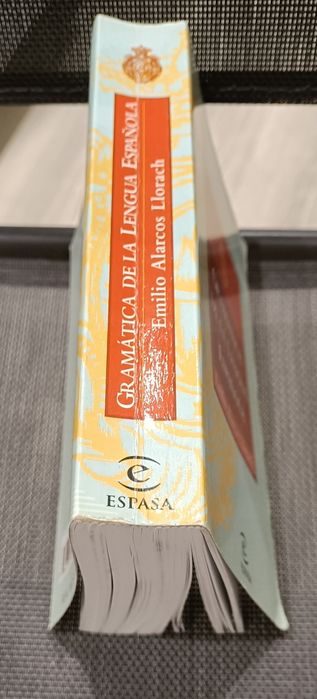 GRAMÁTICA DE LA LENGUA ESPAÑOLA
Emilio Alarcos Llorach
e
ESPASA